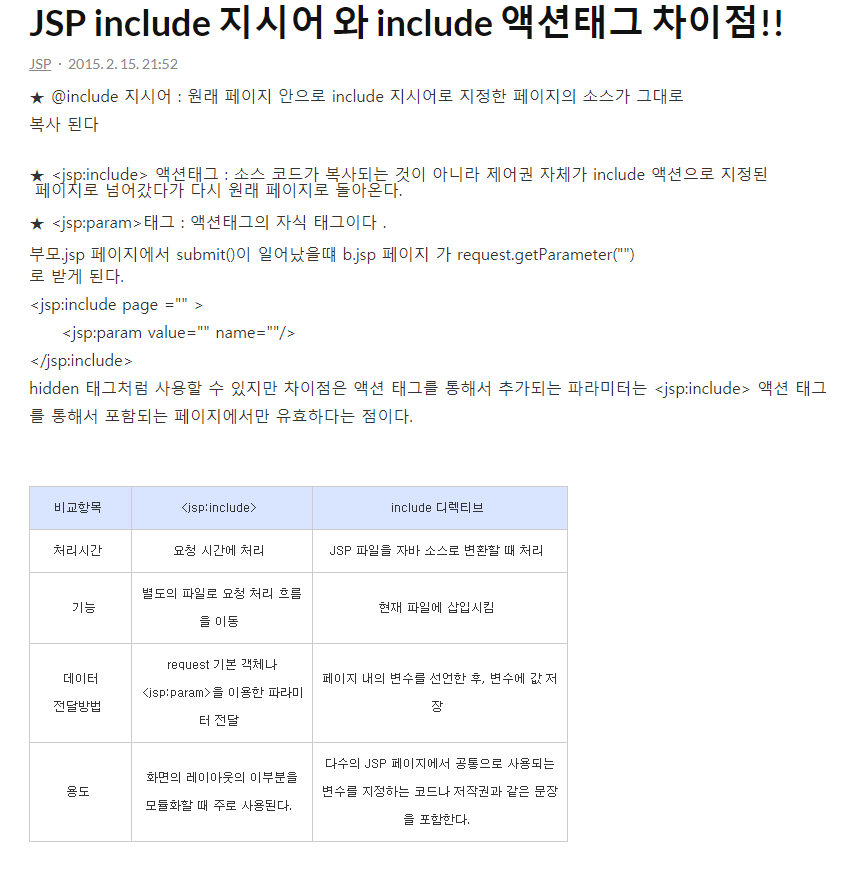 JSP include 지시어 와 include 액션태그 차이점!!
JSP · 2015. 2. 15. 21:52
★ @include 지시어 : 원래 페이지 안으로 include 지시어로 지정한 페이지의 소스가 그대로
복사 된다
★ <jsp:include> 액션태그 : 소스 코드가 복사되는 것이 아니라 제어권 자체가 include 액션으로 지정된
페이지로 넘어갔다가 다시 원래 페이지로 돌아온다.
★ <jsp:param>태그 : 액션태그의 자식 태그이다 .
부모.jsp 페이지에서 submit()이 일어났을떄 b.jsp 페이지 가 request.getParameter("")
로 받게 된다.
<jsp:include page ="" >
<jsp:param value="" name=""/>
</jsp:include>
hidden 태그처럼 사용할 수 있지만 차이점은 액션 태그를 통해서 추가되는 파라미터는 <jsp:include> 액션 태그
를 통해서 포함되는 페이지에서만 유효하다는 점이다.
비교항목 <jsp:include> include 디렉티브
처리시간 요청 시간에 처리 JSP 파일을 자바 소스로 변환할 때 처리
기능
별도의 파일로 요청 처리 흐름
을 이동
현재 파일에 삽입시킴
데이터
전달방법
request 기본 객체나
<jsp:param>을 이용한 파라미
터 전달
페이지 내의 변수를 선언한 후, 변수에 값 저
장
용도
화면의 레이아웃의 이부분을
모듈화할 때 주로 사용된다.
다수의 JSP 페이지에서 공통으로 사용되는
변수를 지정하는 코드나 저작권과 같은 문장
을 포함한다.